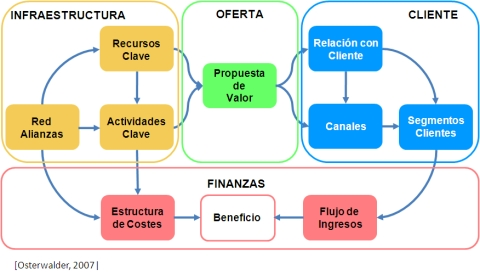 INFRAESTRUCTURA
OFERTA
CLIENTE
Recursos
Clave
Relación con
Cliente
Propuesta
de
Valor
Red
Alianzas
Actividades
Clave
Canales
Segmentos
Clientes
FINANZAS
Estructura
de Costes
Beneficio
Flujo de
Ingresos
[Osterwalder, 2007]